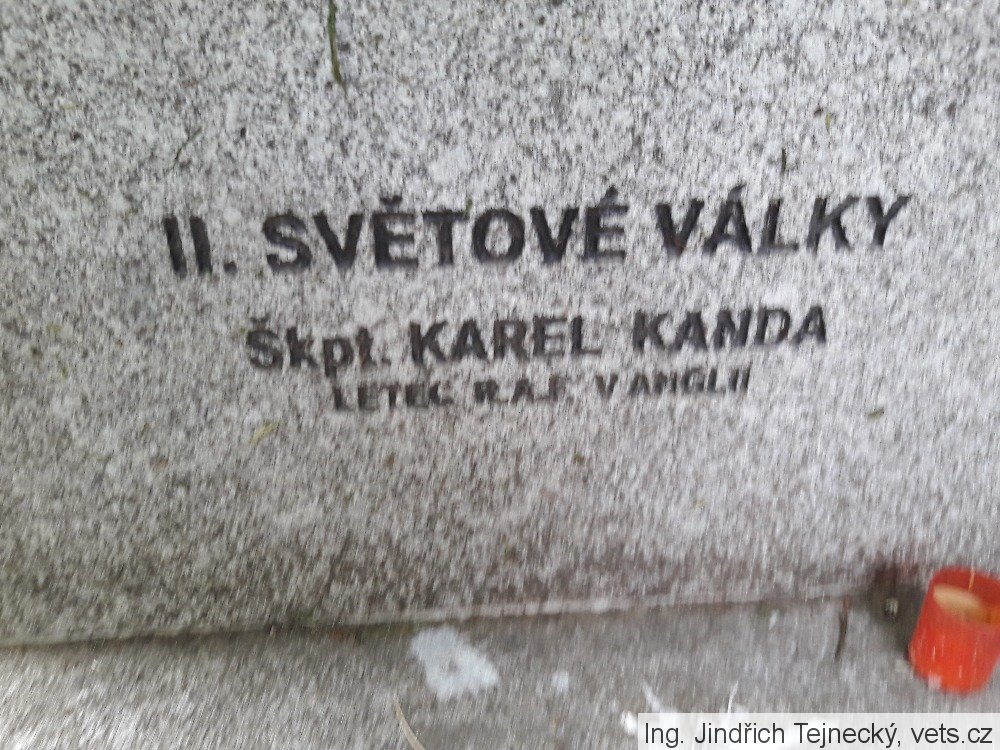 II. SVĚTOVÉ VÁLKY
Škpt. KAREL KANDA
LETEC R.A.F. V ANGLII
Ing. Jindřich Tejnecký, vets.cz